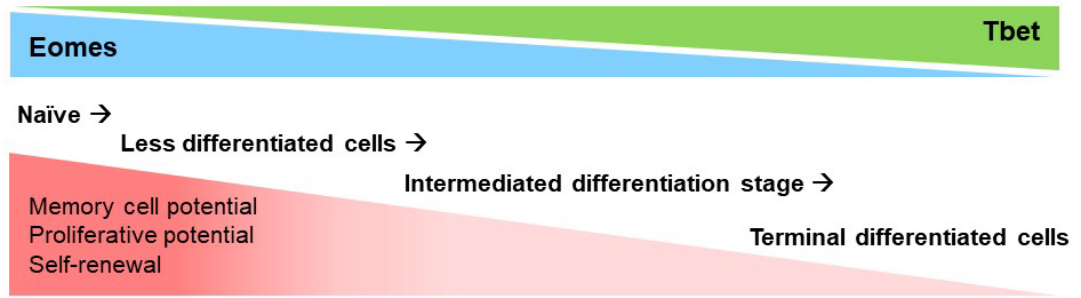 Eomes
Tbet
Naïve →
Less differentiated cells →
Intermediated differentiation stage →
Terminal differentiated cells
Memory cell potential
Proliferative potential
Self-renewal